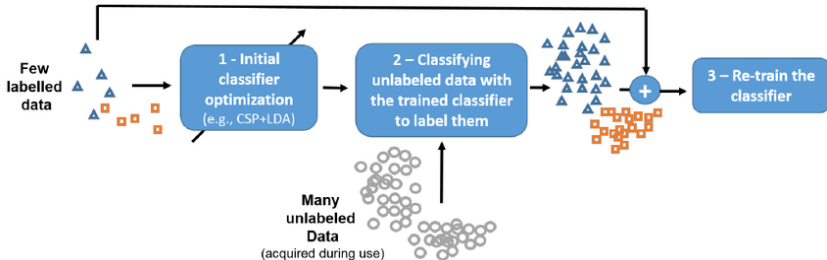 Few
labelled
data
1 - Initial
classifier
optimization
(e.g., CSP+LDA)
2 – Classifying
unlabeled data with
the trained classifier
to label them
+
3 – Re-train the
classifier
Many
unlabeled
Data
(acquired during use)